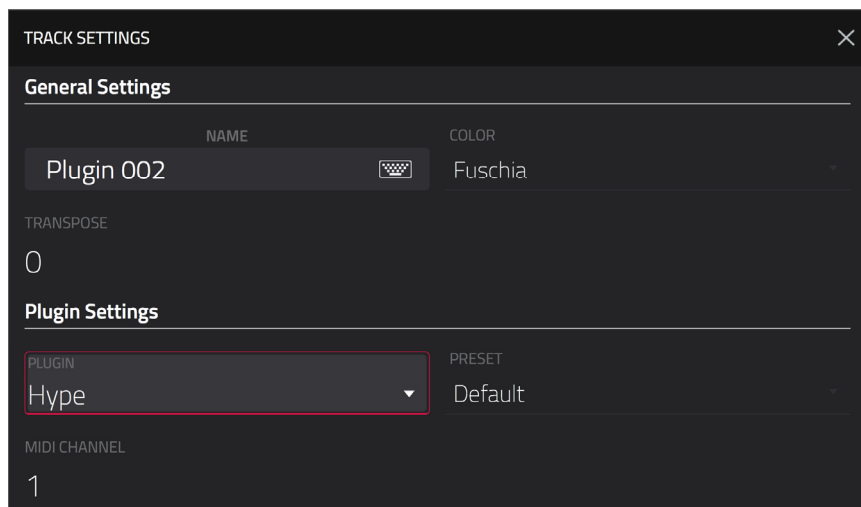 TRACK SETTINGS
General Settings
NAME
COLOR
Plugin 002
Fuschia
TRANSPOSE
0
Plugin Settings
PLUGIN
PRESET
Hype
Default
MIDI CHANNEL
1